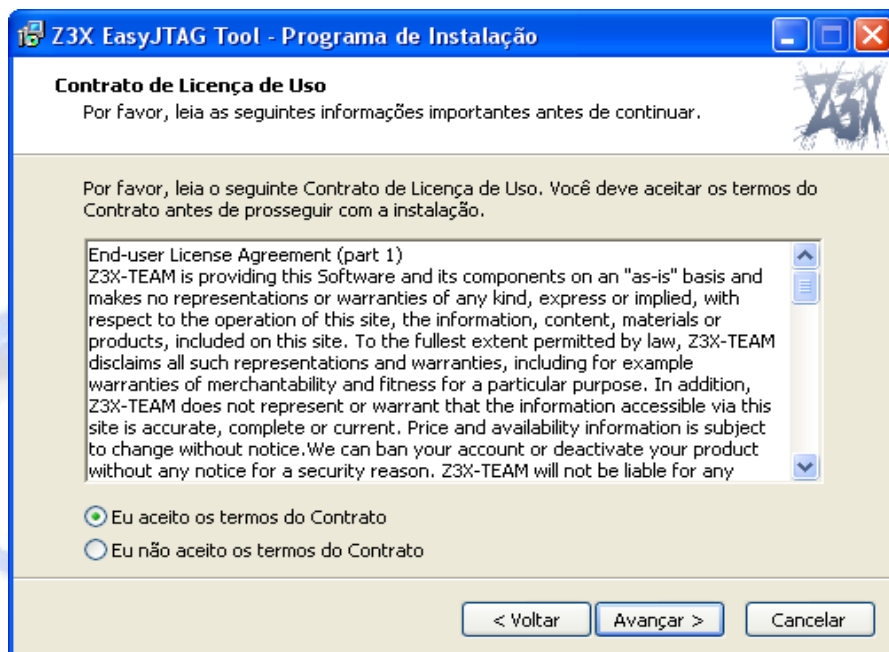 Z3X EasyJTAG Tool - Programa de Instalação
Contrato de Licença de Uso
Por favor, leia as seguintes informações importantes antes de continuar.
Z3X
Por favor, leia o seguinte Contrato de Licença de Uso. Você deve aceitar os termos do
Contrato antes de prosseguir com a instalação.
End-user License Agreement (part 1)
Z3X-TEAM is providing this Software and its components on an "as-is" basis and
makes no representations or warranties of any kind, express or implied, with
respect to the operation of this site, the information, content, materials or
products, included on this site. To the fullest extent permitted by law, Z3X-TEAM
disclaims all such representations and warranties, including for example
warranties of merchantability and fitness for a particular purpose. In addition,
Z3X-TEAM does not represent or warrant that the information accessible via this
site is accurate, complete or current. Price and availability information is subject
to change without notice.We can ban your account or deactivate your product
without any notice for a security reason. Z3X-TEAM will not be liable for any
Eu aceito os termos do Contrato
Eu não aceito os termos do Contrato
< Voltar
Avançar >
Cancelar